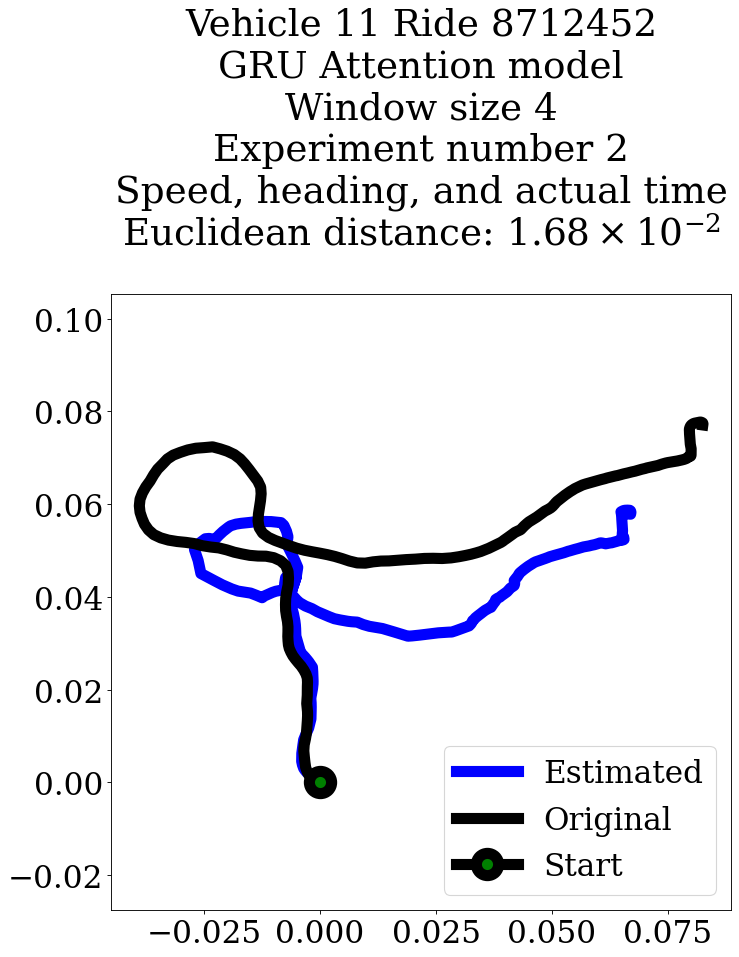 Vehicle 11 Ride 8712452
GRU Attention model
Window size 4
Experiment number 2
Speed, heading, and actual time
Euclidean distance: 1.68 × 10⁻²
0.10
0.08
0.06
0.04
0.02
0.00
−0.02
Estimated
Original
Start
−0.025 0.000 0.025 0.050 0.075